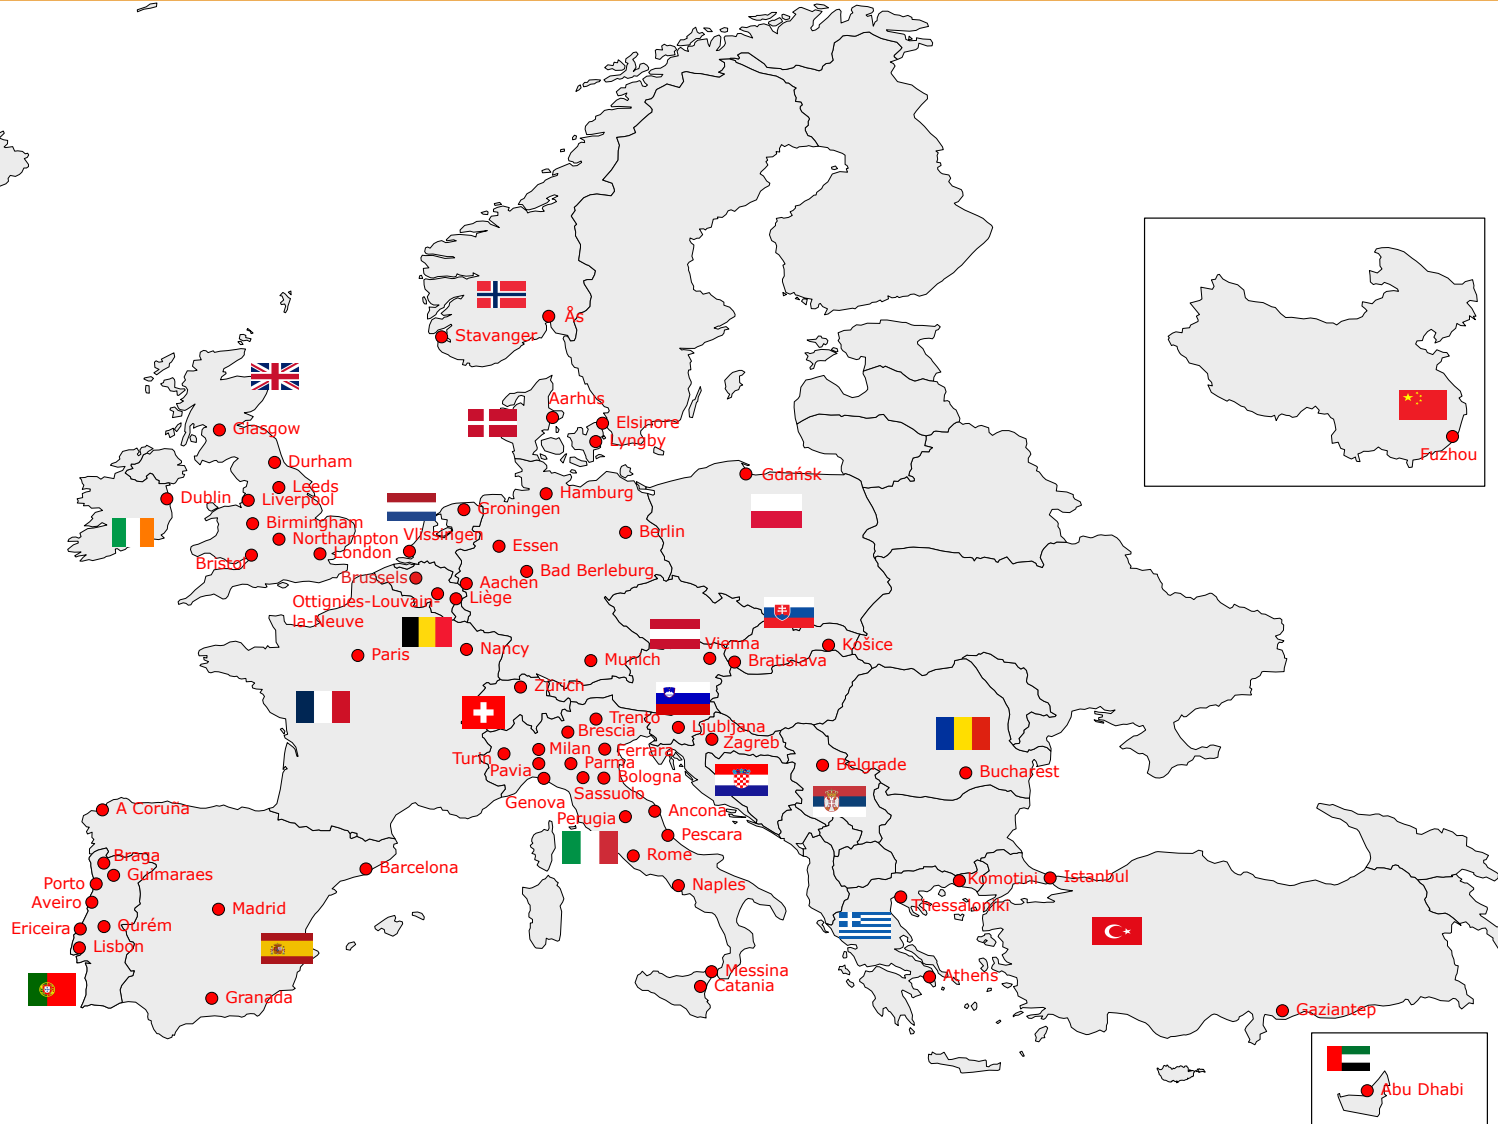 Ås
Stavanger
Aarhus
Elsinore
Lyngby
Glasgow
Durham
Leeds
Dublin
Liverpool
Birmingham
Northampton
London
Bristol
Gdańsk
Hamburg
Groningen
Vlissingen
Berlin
Essen
Bad Berleburg
Brussels
Aachen
Liège
Ottignies-Louvain-
la-Neuve
Paris
Nancy
Munich
Vienna
Bratislava
Košice
Zürich
Trento
Brescia
Ljubljana
Zagreb
Turin
Milan
Ferrara
Pavia
Parma
Bologna
Sassuolo
Genova
Belgrade
Bucharest
Ancona
Perugia
Pescara
Rome
Naples
A Coruña
Braga
Guimaraes
Porto
Aveiro
Ericeira
Ourém
Lisbon
Madrid
Barcelona
Granada
Komotini
Istanbul
Thessaloniki
Messina
Catania
Athens
Gaziantep
Fuzhou
Abu Dhabi